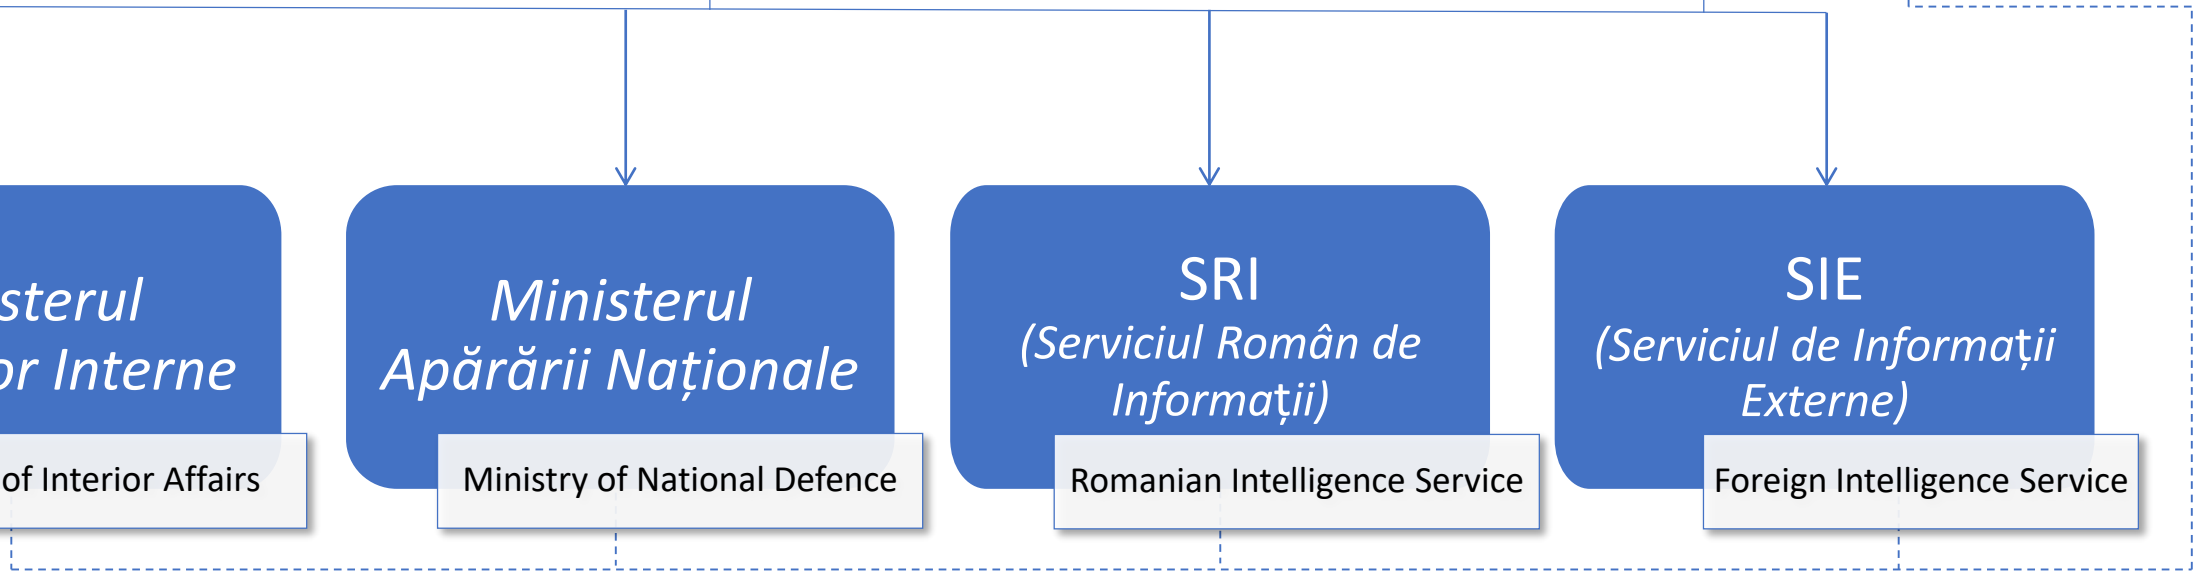 sterul
or Interne
of Interior Affairs
Ministerul
Apărării Naționale
Ministry of National Defence
SRI
(Serviciul Român de
Informații)
Romanian Intelligence Service
SIE
(Serviciul de Informații
Externe)
Foreign Intelligence Service